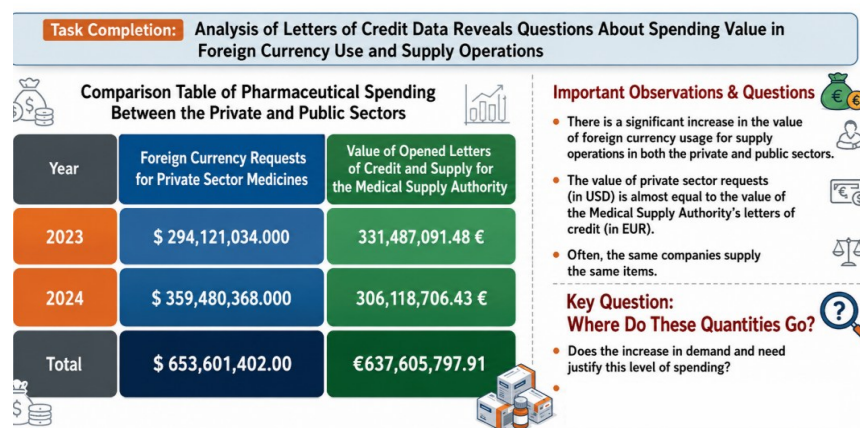 Task Completion: Analysis of Letters of Credit Data Reveals Questions About Spending Value in
Foreign Currency Use and Supply Operations
Comparison Table of Pharmaceutical Spending
Between the Private and Public Sectors
Year
Foreign Currency Requests
for Private Sector Medicines
Value of Opened Letters
of Credit and Supply for
the Medical Supply Authority
2023
$ 294,121,034.000
331,487,091.48 €
2024
$ 359,480,368.000
306,118,706.43 €
Total
$ 653,601,402.00
€637,605,797.91
Important Observations & Questions
• There is a significant increase in the value
of foreign currency usage for supply
operations in both the private and public sectors.
• The value of private sector requests
(in USD) is almost equal to the value of
the Medical Supply Authority's letters of
credit (in EUR).
• Often, the same companies supply
the same items.
Key Question:
Where Do These Quantities Go?
• Does the increase in demand and need
justify this level of spending?
•